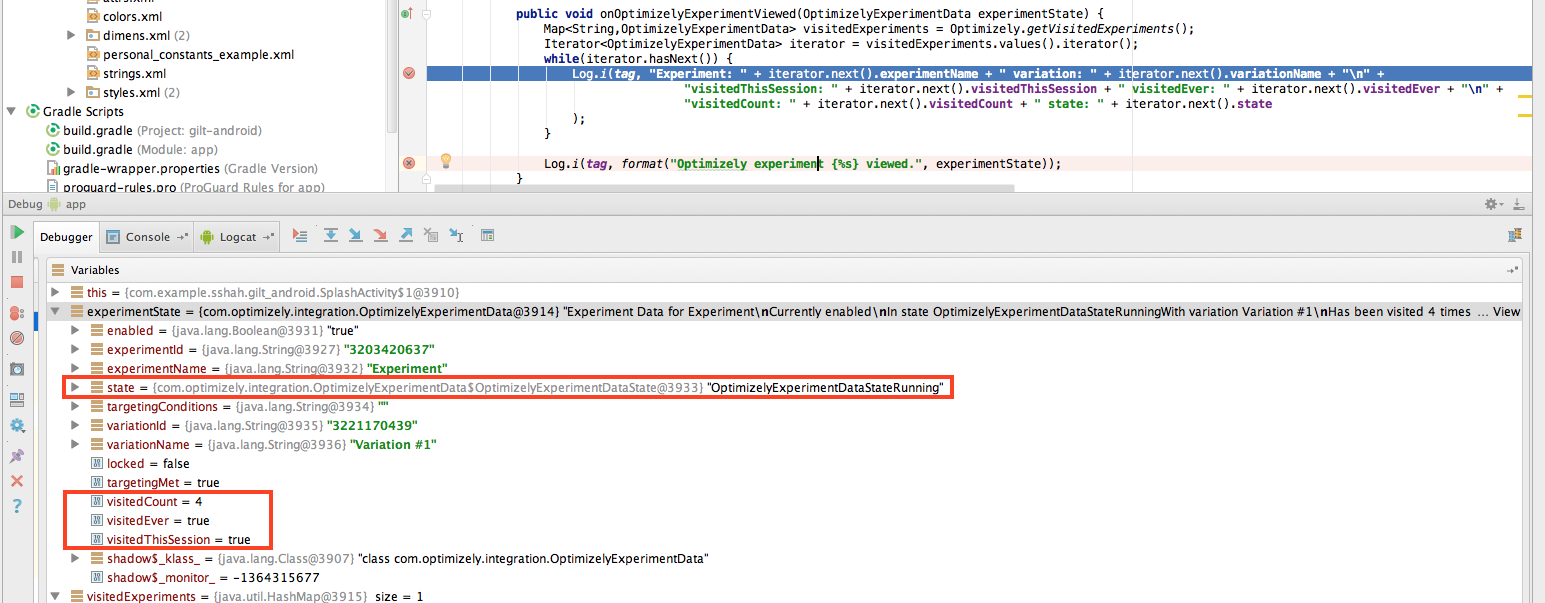 attrs.xml
colors.xml
dimens.xml (2)
personal_constants_example.xml
strings.xml
styles.xml (2)
Gradle Scripts
build.gradle (Project: gilt-android)
build.gradle (Module: app)
gradle-wrapper.properties (Gradle Version)
proguard-rules.pro (ProGuard Rules for app)
public void onOptimizelyExperimentViewed(OptimizelyExperimentData experimentState) {
Map<String,OptimizelyExperimentData> visitedExperiments = Optimizely.getVisitedExperiments();
Iterator<OptimizelyExperimentData> iterator = visitedExperiments.values().iterator();
while(iterator.hasNext()) {
Log.i(tag, "Experiment: " + iterator.next().experimentName + " variation: " + iterator.next().variationName + "\n" +
"visitedThisSession: " + iterator.next().visitedThisSession + " visitedEver: " + iterator.next().visitedEver + "\n" +
"visitedCount: " + iterator.next().visitedCount + " state: " + iterator.next().state
);
}
Log.i(tag, format("Optimizely experiment {%s} viewed.", experimentState));
}
Debug app
Debugger Console Logcat
Variables
this = {com.example.sshah.gilt_android.SplashActivity$1@3910}
experimentState = {com.optimizely.integration.OptimizelyExperimentData@3914} "Experiment Data for Experiment\nCurrently enabled\nIn state OptimizelyExperimentDataStateRunningWith variation Variation #1\nHas been visited 4 times ... View
enabled = {java.lang.Boolean@3931} "true"
experimentId = {java.lang.String@3927} "3203420637"
experimentName = {java.lang.String@3932} "Experiment"
state = {com.optimizely.integration.OptimizelyExperimentData$OptimizelyExperimentDataState@3933} "OptimizelyExperimentDataStateRunning"
targetingConditions = {java.lang.String@3934} ""
variationId = {java.lang.String@3935} "3221170439"
variationName = {java.lang.String@3936} "Variation #1"
locked = false
targetingMet = true
visitedCount = 4
visitedEver = true
visitedThisSession = true
shadow$_klass_ = {java.lang.Class@3907} "class com.optimizely.integration.OptimizelyExperimentData"
shadow$_monitor_ = -1364315677
visitedExperiments = {java.util.HashMap@3915} size = 1